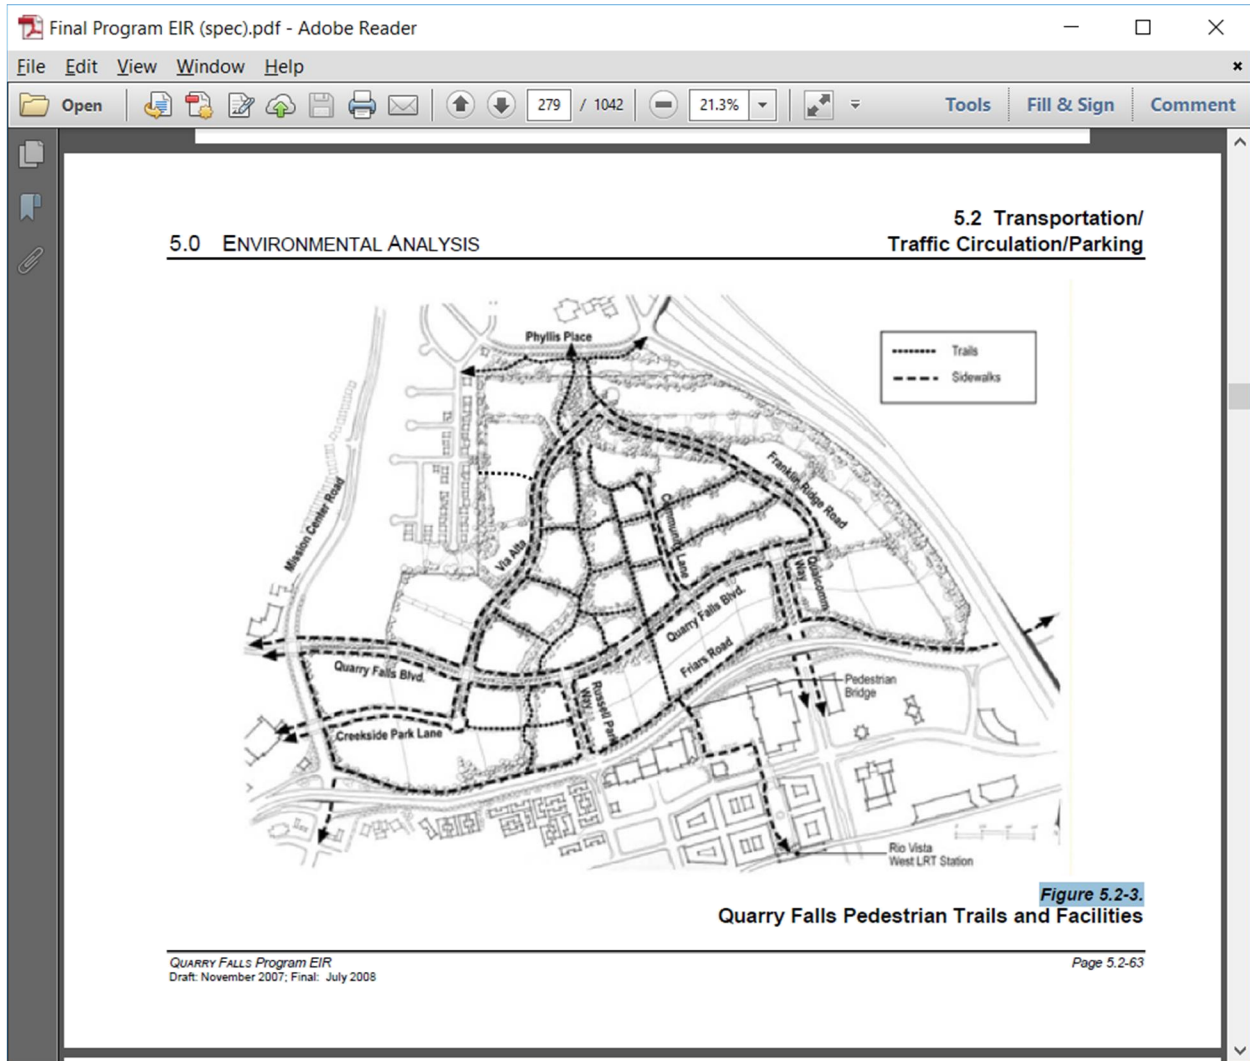 Final Program EIR (spec).pdf - Adobe Reader
File Edit View Window Help
Open 279 / 1042 21.3% Tools Fill & Sign Comment
5.2 Transportation/
5.0 ENVIRONMENTAL ANALYSIS Traffic Circulation/Parking
Phyllis Place
Trails
Sidewalks
Mission Center Road
Franklin Ridge Road
Community Lane
Via Alta
Qualcomm
Way
Quarry Falls Blvd.
Friars Road
Quarry Falls Blvd.
Pedestrian
Bridge
Russell Park
Way
Creekside Park Lane
Rio Vista
West LRT Station
Figure 5.2-3.
Quarry Falls Pedestrian Trails and Facilities
QUARRY FALLS Program EIR Page 5.2-63
Draft: November 2007; Final: July 2008